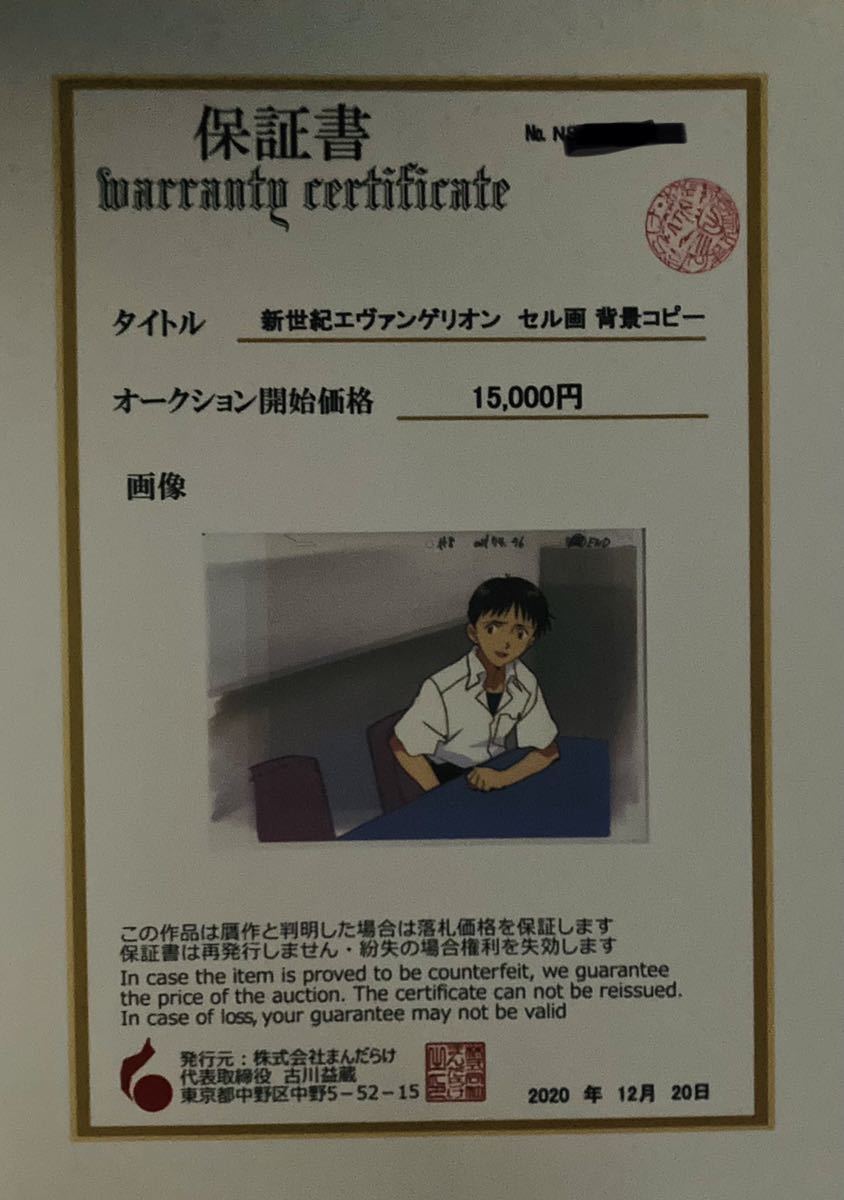 保証書
No. NS
warranty certificate
タイトル 新世紀エヴァンゲリオン セル画 背景コピー
オークション開始価格 15,000円
画像
この作品は贋作と判明した場合は落札価格を保証します
保証書は再発行しません・紛失の場合権利を失効します
In case the item is proved to be counterfeit, we guarantee
the price of the auction. The certificate can not be reissued.
In case of loss, your guarantee may not be valid
発行元：株式会社まんだらけ
代表取締役 古川益蔵
東京都中野区中野5－52－15
2020 年 12月 20日